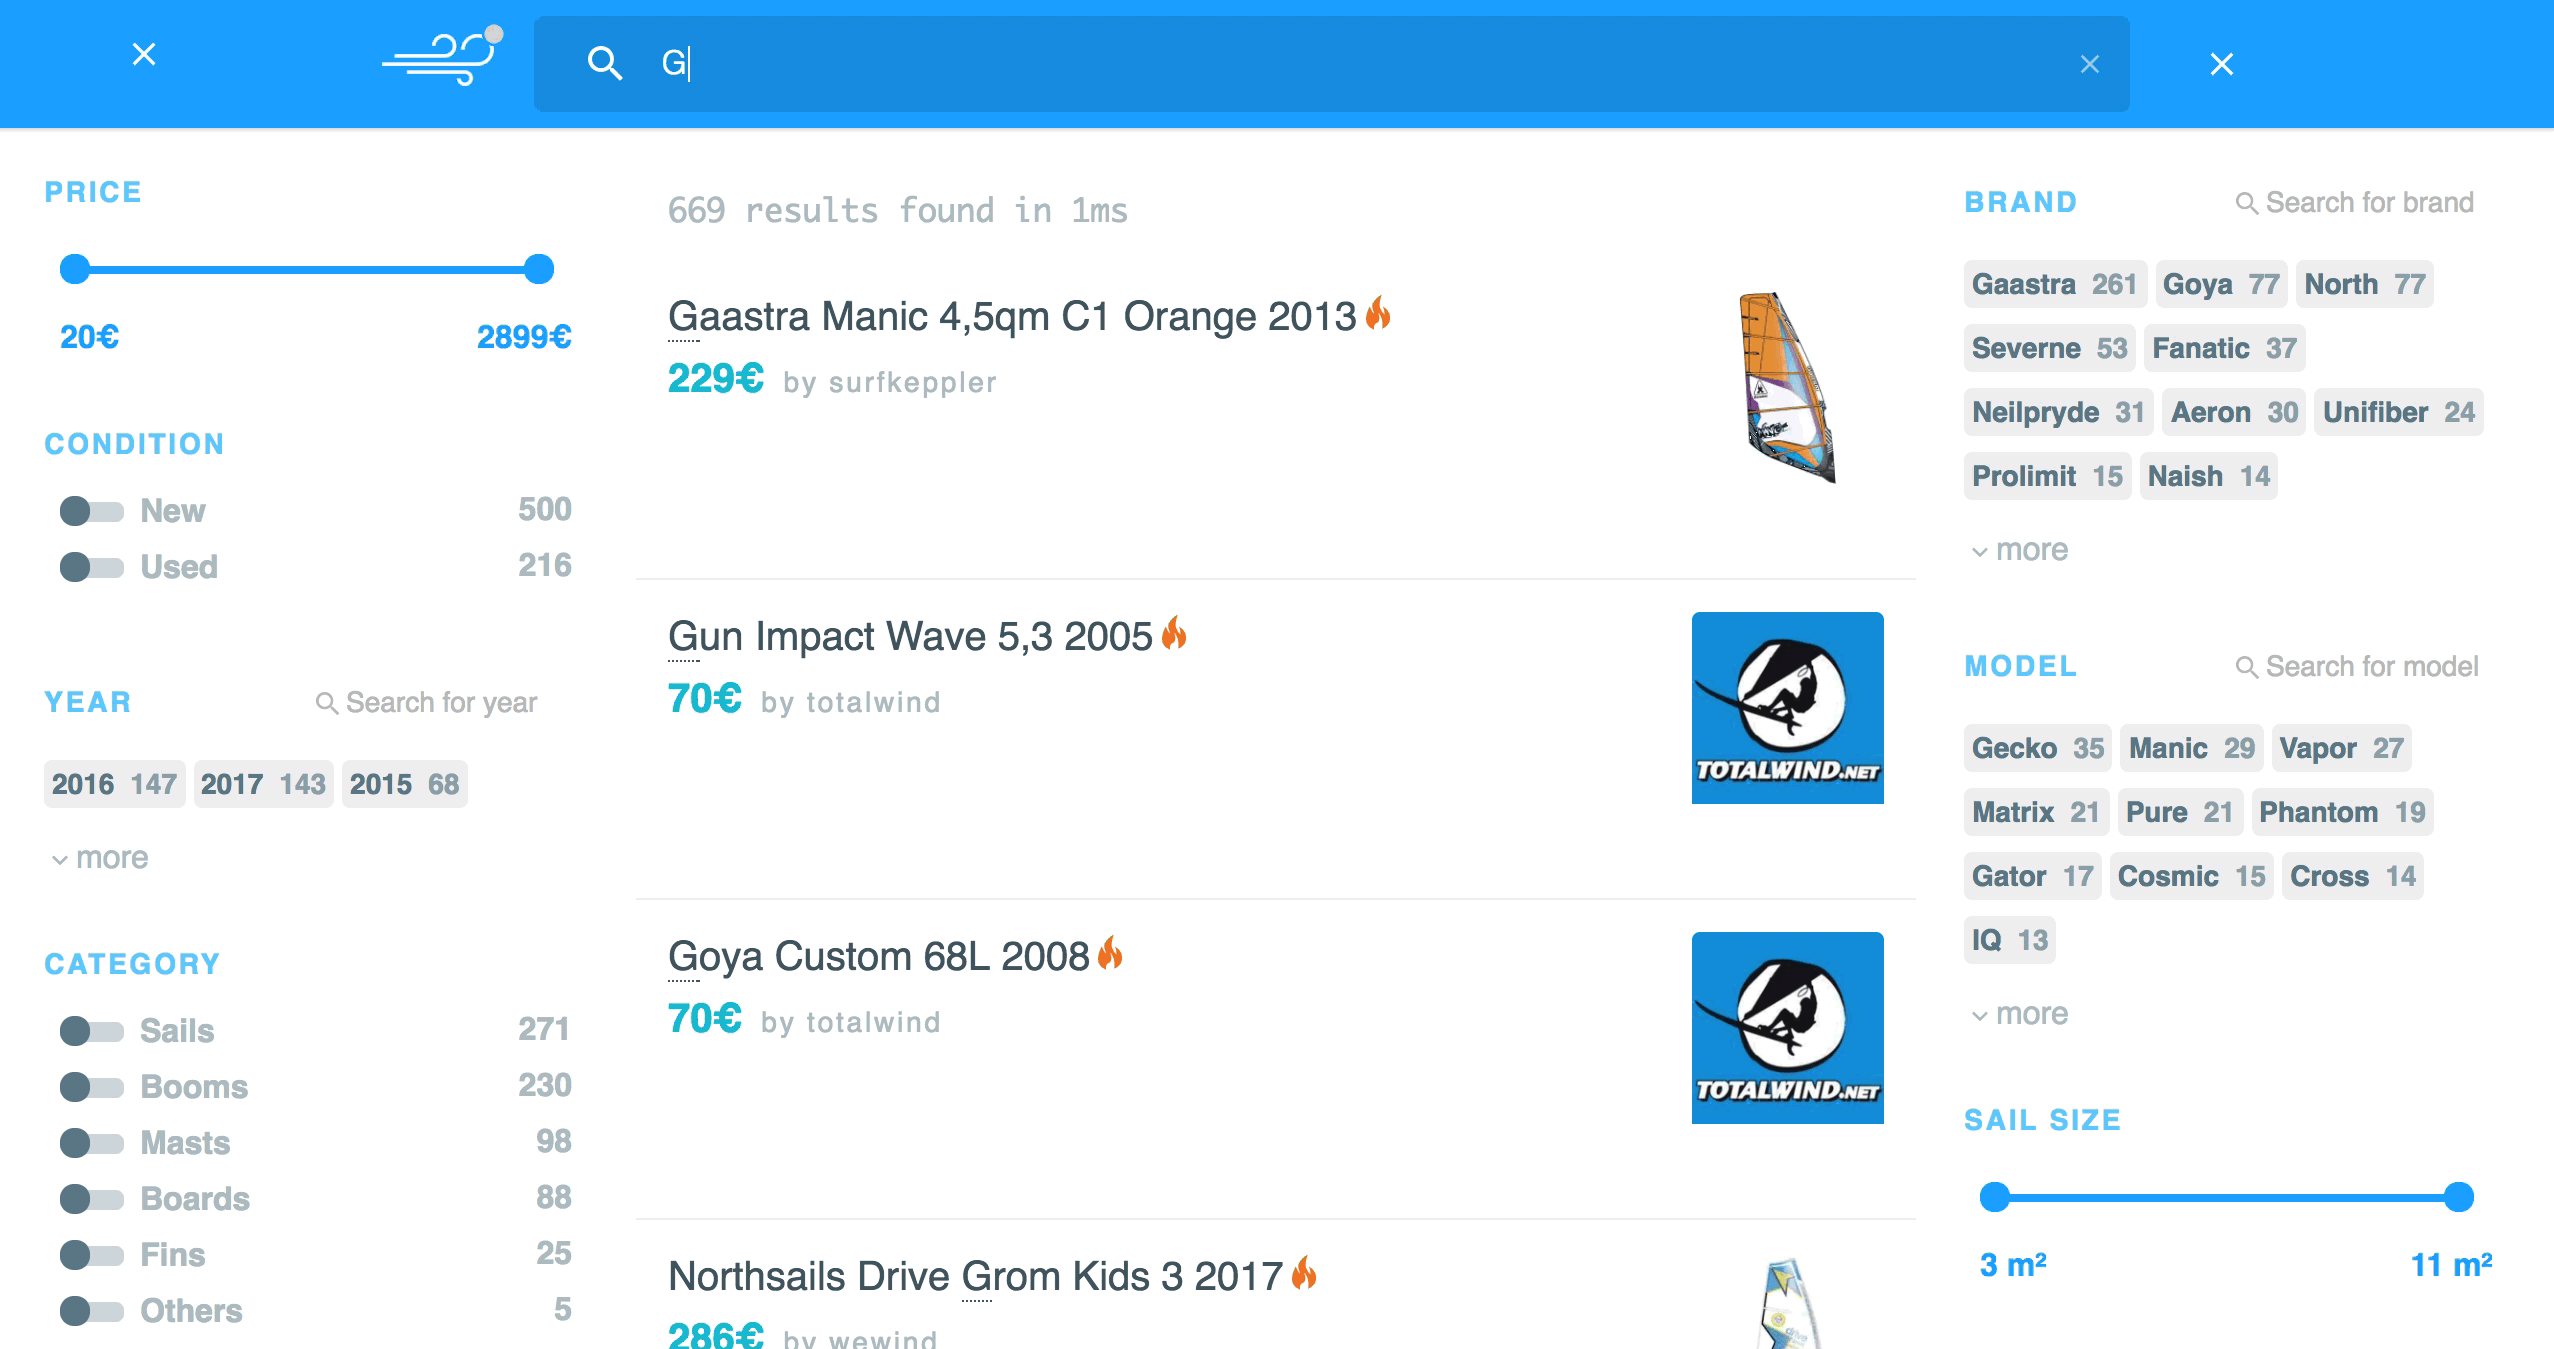 G
PRICE
20€ 2899€
CONDITION
New 500
Used 216
YEAR Search for year
2016 147 2017 143 2015 68
more
CATEGORY
Sails 271
Booms 230
Masts 98
Boards 88
Fins 25
Others 5
669 results found in 1ms
Gaastra Manic 4,5qm C1 Orange 2013
229€ by surfkeppler
Gun Impact Wave 5,3 2005
70€ by totalwind
TOTALWIND.NET
Goya Custom 68L 2008
70€ by totalwind
TOTALWIND.NET
Northsails Drive Grom Kids 3 2017
286€ by wewind
drive
BRAND Search for brand
Gaastra 261 Goya 77 North 77
Severne 53 Fanatic 37
Neilpryde 31 Aeron 30 Unifiber 24
Prolimit 15 Naish 14
more
MODEL Search for model
Gecko 35 Manic 29 Vapor 27
Matrix 21 Pure 21 Phantom 19
Gator 17 Cosmic 15 Cross 14
IQ 13
more
SAIL SIZE
3 m² 11 m²